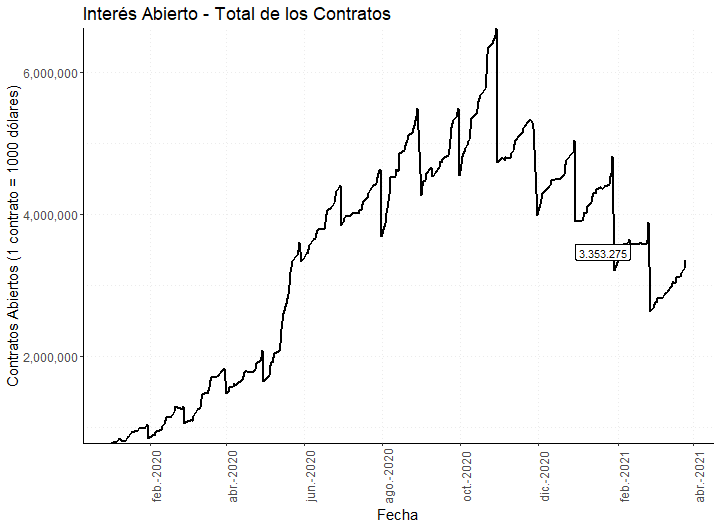 Interés Abierto - Total de los Contratos
Contratos Abiertos (1 contrato = 1000 dólares)
6,000,000
4,000,000
2,000,000
3.353.275
feb.-2020
abr.-2020
jun.-2020
ago.-2020
oct.-2020
dic.-2020
feb.-2021
abr.-2021
Fecha